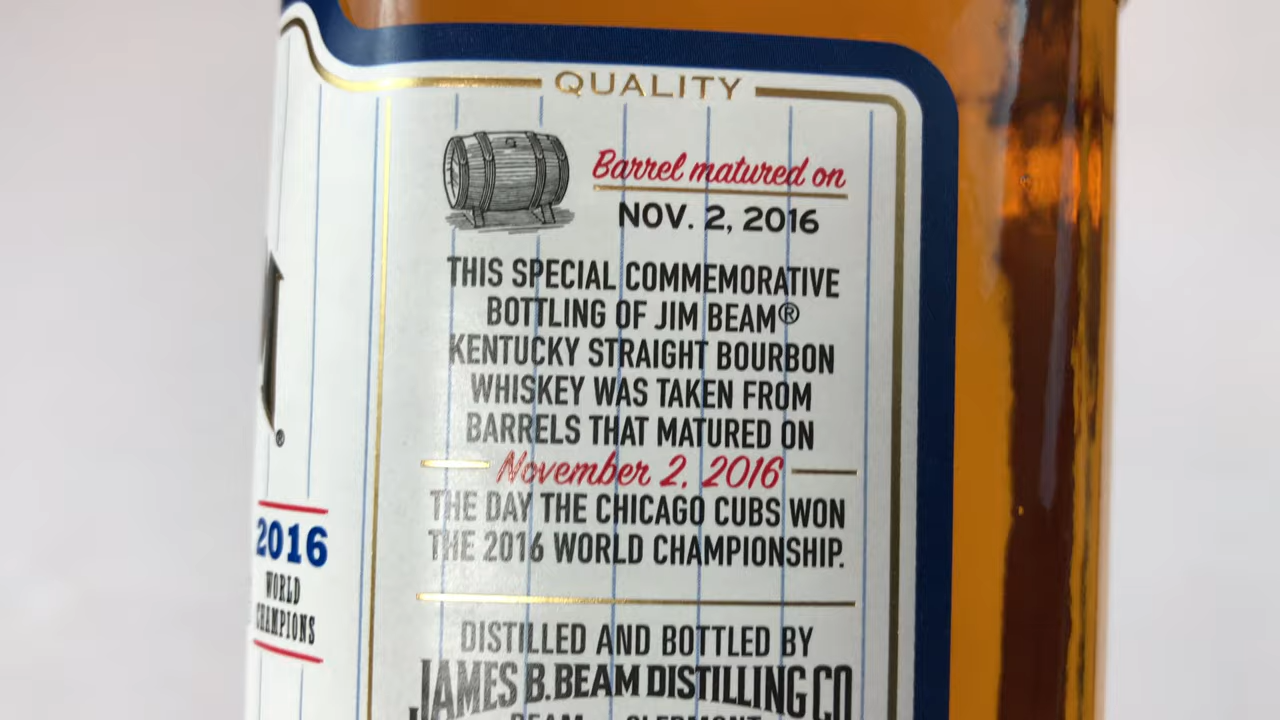 QUALITY
Barrel matured on
NOV. 2, 2016
THIS SPECIAL COMMEMORATIVE
BOTTLING OF JIM BEAM®
KENTUCKY STRAIGHT BOURBON
WHISKEY WAS TAKEN FROM
BARRELS THAT MATURED ON
November 2, 2016
THE DAY THE CHICAGO CUBS WON
THE 2016 WORLD CHAMPIONSHIP.
DISTILLED AND BOTTLED BY
JAMES B. BEAM DISTILLING CO
2016
WORLD
CHAMPIONS